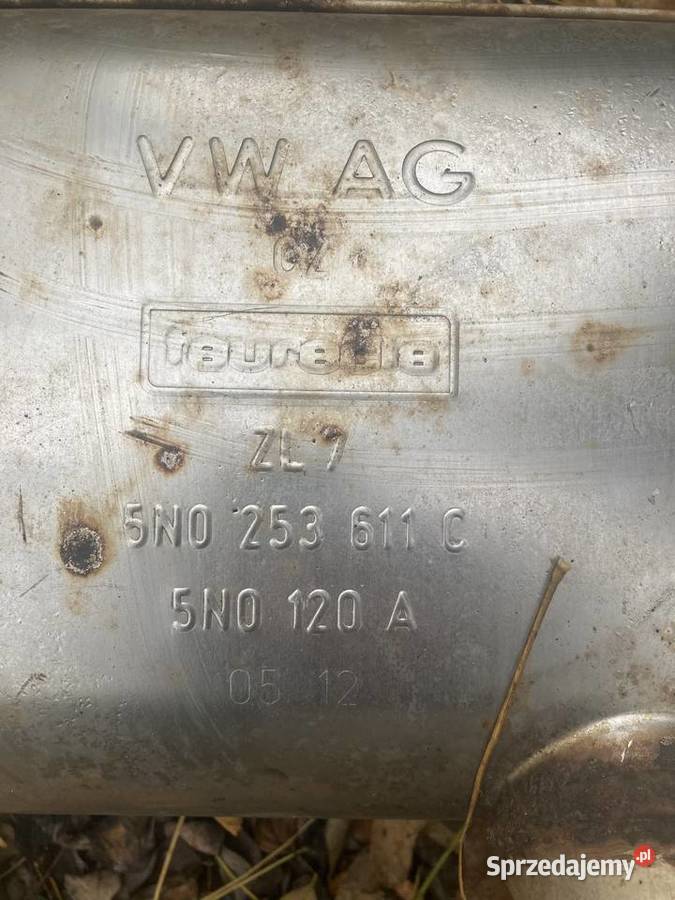 VW AG
CZ
faurecia
ZL 7
5N0 253 611 C
5N0 120 A
05 12
Sprzedajemy.pl